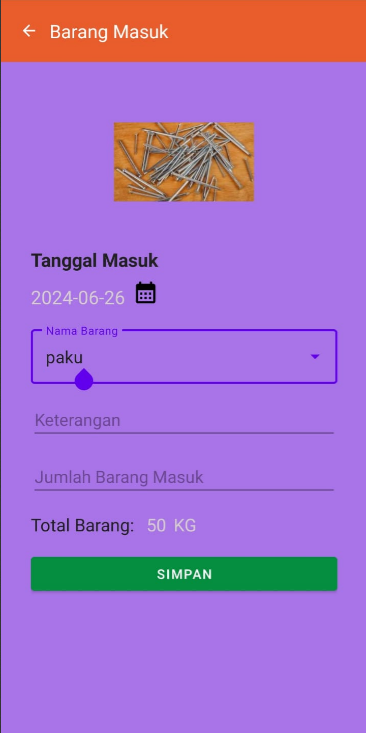 Barang Masuk
Tanggal Masuk
2024-06-26
Nama Barang
paku
Keterangan
Jumlah Barang Masuk
Total Barang: 50 KG
SIMPAN